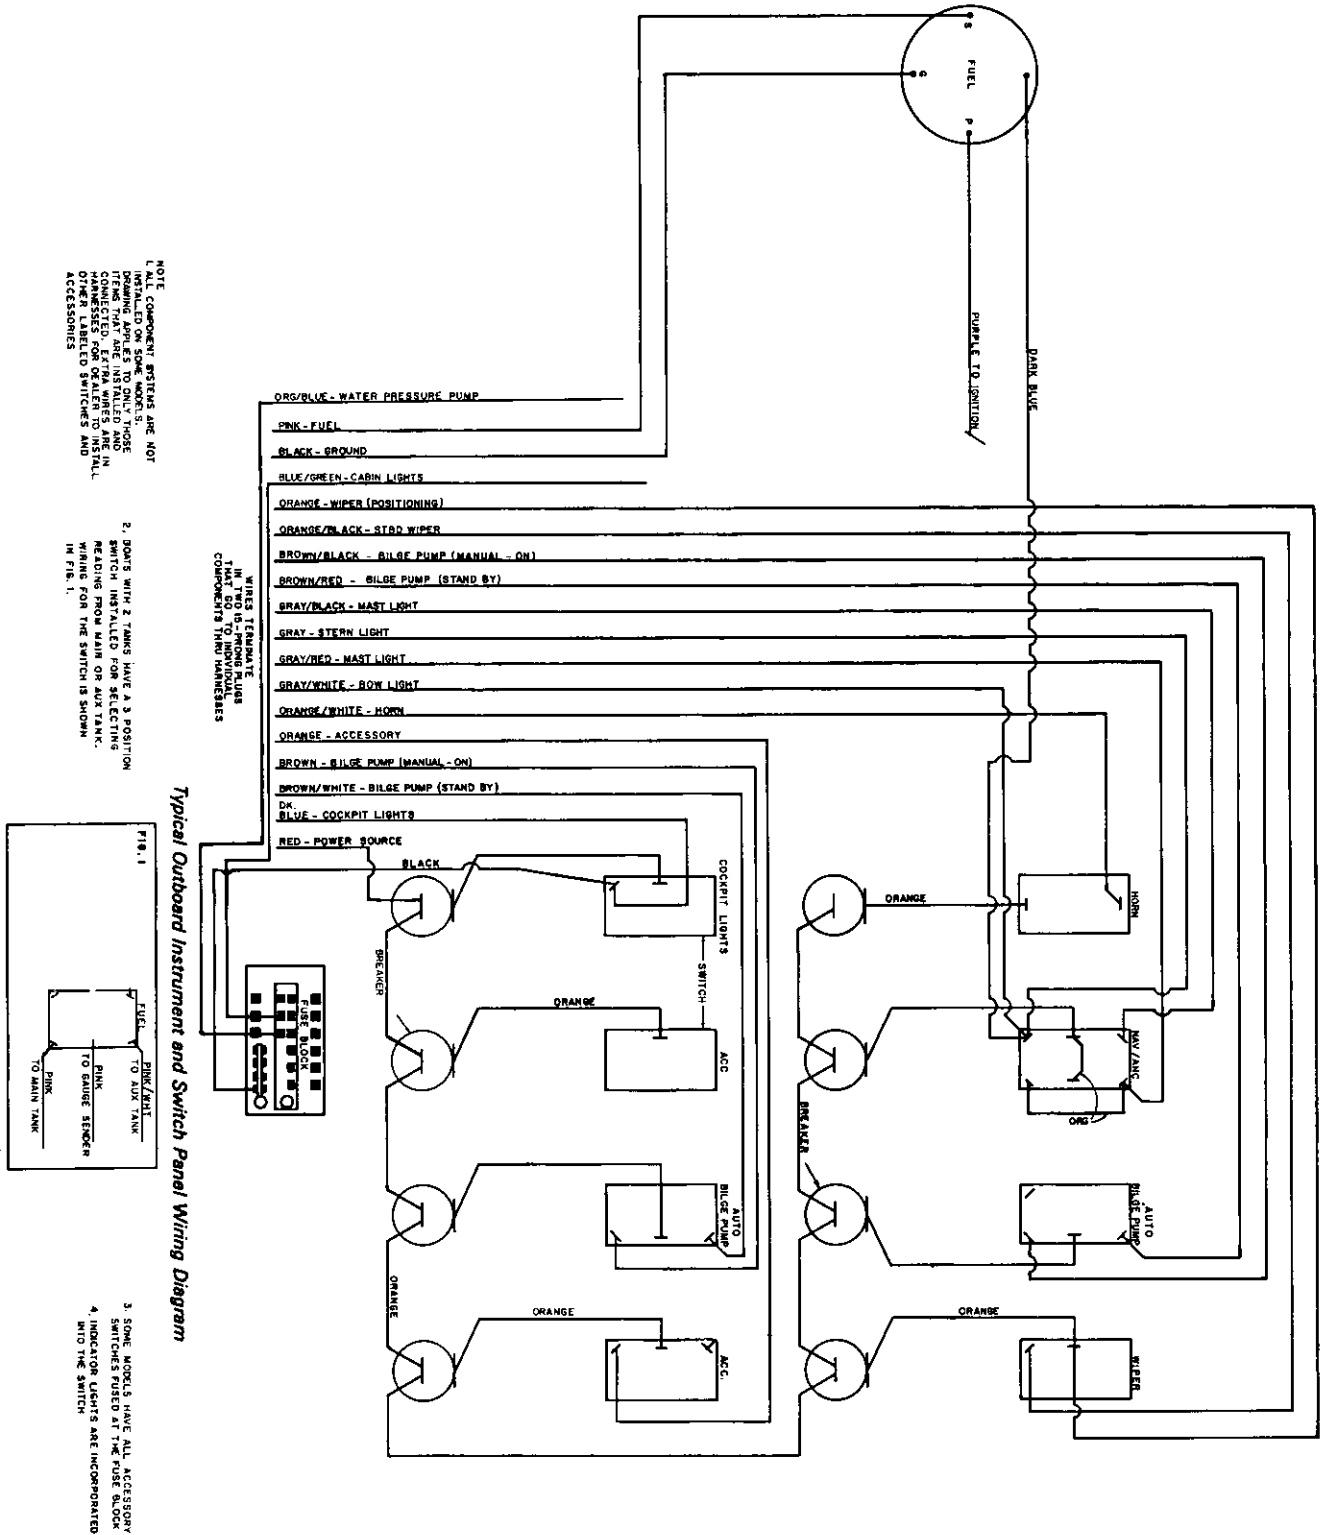 S
FUEL
G
P
PURPLE TO IGNITION
DARK BLUE
ORG/BLUE - WATER PRESSURE PUMP
PINK - FUEL
BLACK - GROUND
BLUE/GREEN - CABIN LIGHTS
ORANGE - WIPER (POSITIONING)
ORANGE/BLACK - STBD WIPER
BROWN/BLACK - BILGE PUMP (MANUAL - ON)
BROWN/RED - BILGE PUMP (STAND BY)
GRAY/BLACK - MAST LIGHT
GRAY - STERN LIGHT
GRAY/RED - MAST LIGHT
GRAY/WHITE - BOW LIGHT
ORANGE/WHITE - HORN
ORANGE - ACCESSORY
BROWN - BILGE PUMP (MANUAL - ON)
BROWN/WHITE - BILGE PUMP (STAND BY)
DK.
BLUE - COCKPIT LIGHTS
RED - POWER SOURCE
BLACK
WIRES TERMINATE
IN TWO 15-PRONG PLUGS
THAT GO TO INDIVIDUAL
COMPONENTS THRU HARNESSES
COCKPIT LIGHTS
SWITCH
BREAKER
ORANGE
ACC
AUTO
BILGE PUMP
ORANGE
ORANGE
ACC.
ORANGE
HORN
NAV/ANC
ORG
BREAKER
AUTO
BILGE PUMP
ORANGE
WIPER
FUSE BLOCK
Typical Outboard Instrument and Switch Panel Wiring Diagram
NOTE
1. ALL COMPONENT SYSTEMS ARE NOT
INSTALLED ON SOME MODELS.
DRAWING APPLIES TO ONLY THOSE
ITEMS THAT ARE INSTALLED AND
CONNECTED. EXTRA WIRES ARE IN
HARNESSES FOR DEALER TO INSTALL
OTHER LABELED SWITCHES AND
ACCESSORIES
2. BOATS WITH 2 TANKS HAVE A 3 POSITION
SWITCH INSTALLED FOR SELECTING
READING FROM MAIN OR AUX TANK.
WIRING FOR THE SWITCH IS SHOWN
IN FIG. 1.
3. SOME MODELS HAVE ALL ACCESSORY
SWITCHES FUSED AT THE FUSE BLOCK
4. INDICATOR LIGHTS ARE INCORPORATED
INTO THE SWITCH
FIG. 1
FUEL
PINK/WHT
TO AUX TANK
PINK
TO GAUGE SENDER
PINK
TO MAIN TANK